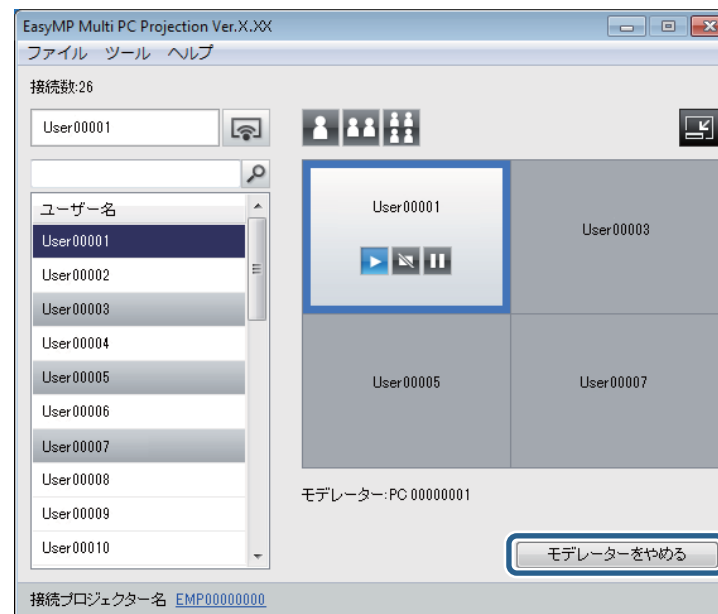 EasyMP Multi PC Projection Ver.X.XX
ファイル ツール ヘルプ
接続数:26
User00001
ユーザー名
User00001
User00002
User00003
User00004
User00005
User00006
User00007
User00008
User00009
User00010
User00001
User00003
User00005
User00007
モデレーター:PC 00000001
モデレーターをやめる
接続プロジェクター名 EMP00000000